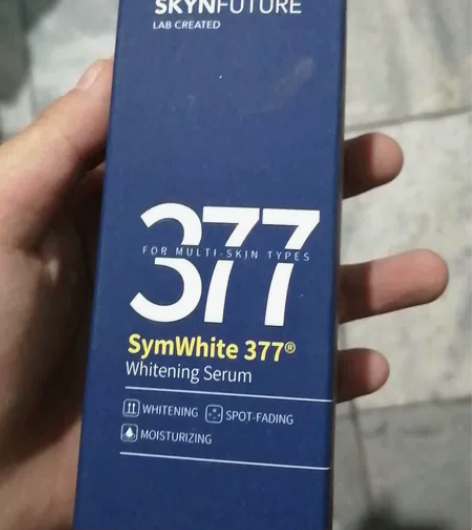 SKYNFUTURE
LAB CREATED
377
FOR MULTI-SKIN TYPES
SymWhite 377®
Whitening Serum
WHITENING SPOT-FADING
MOISTURIZING